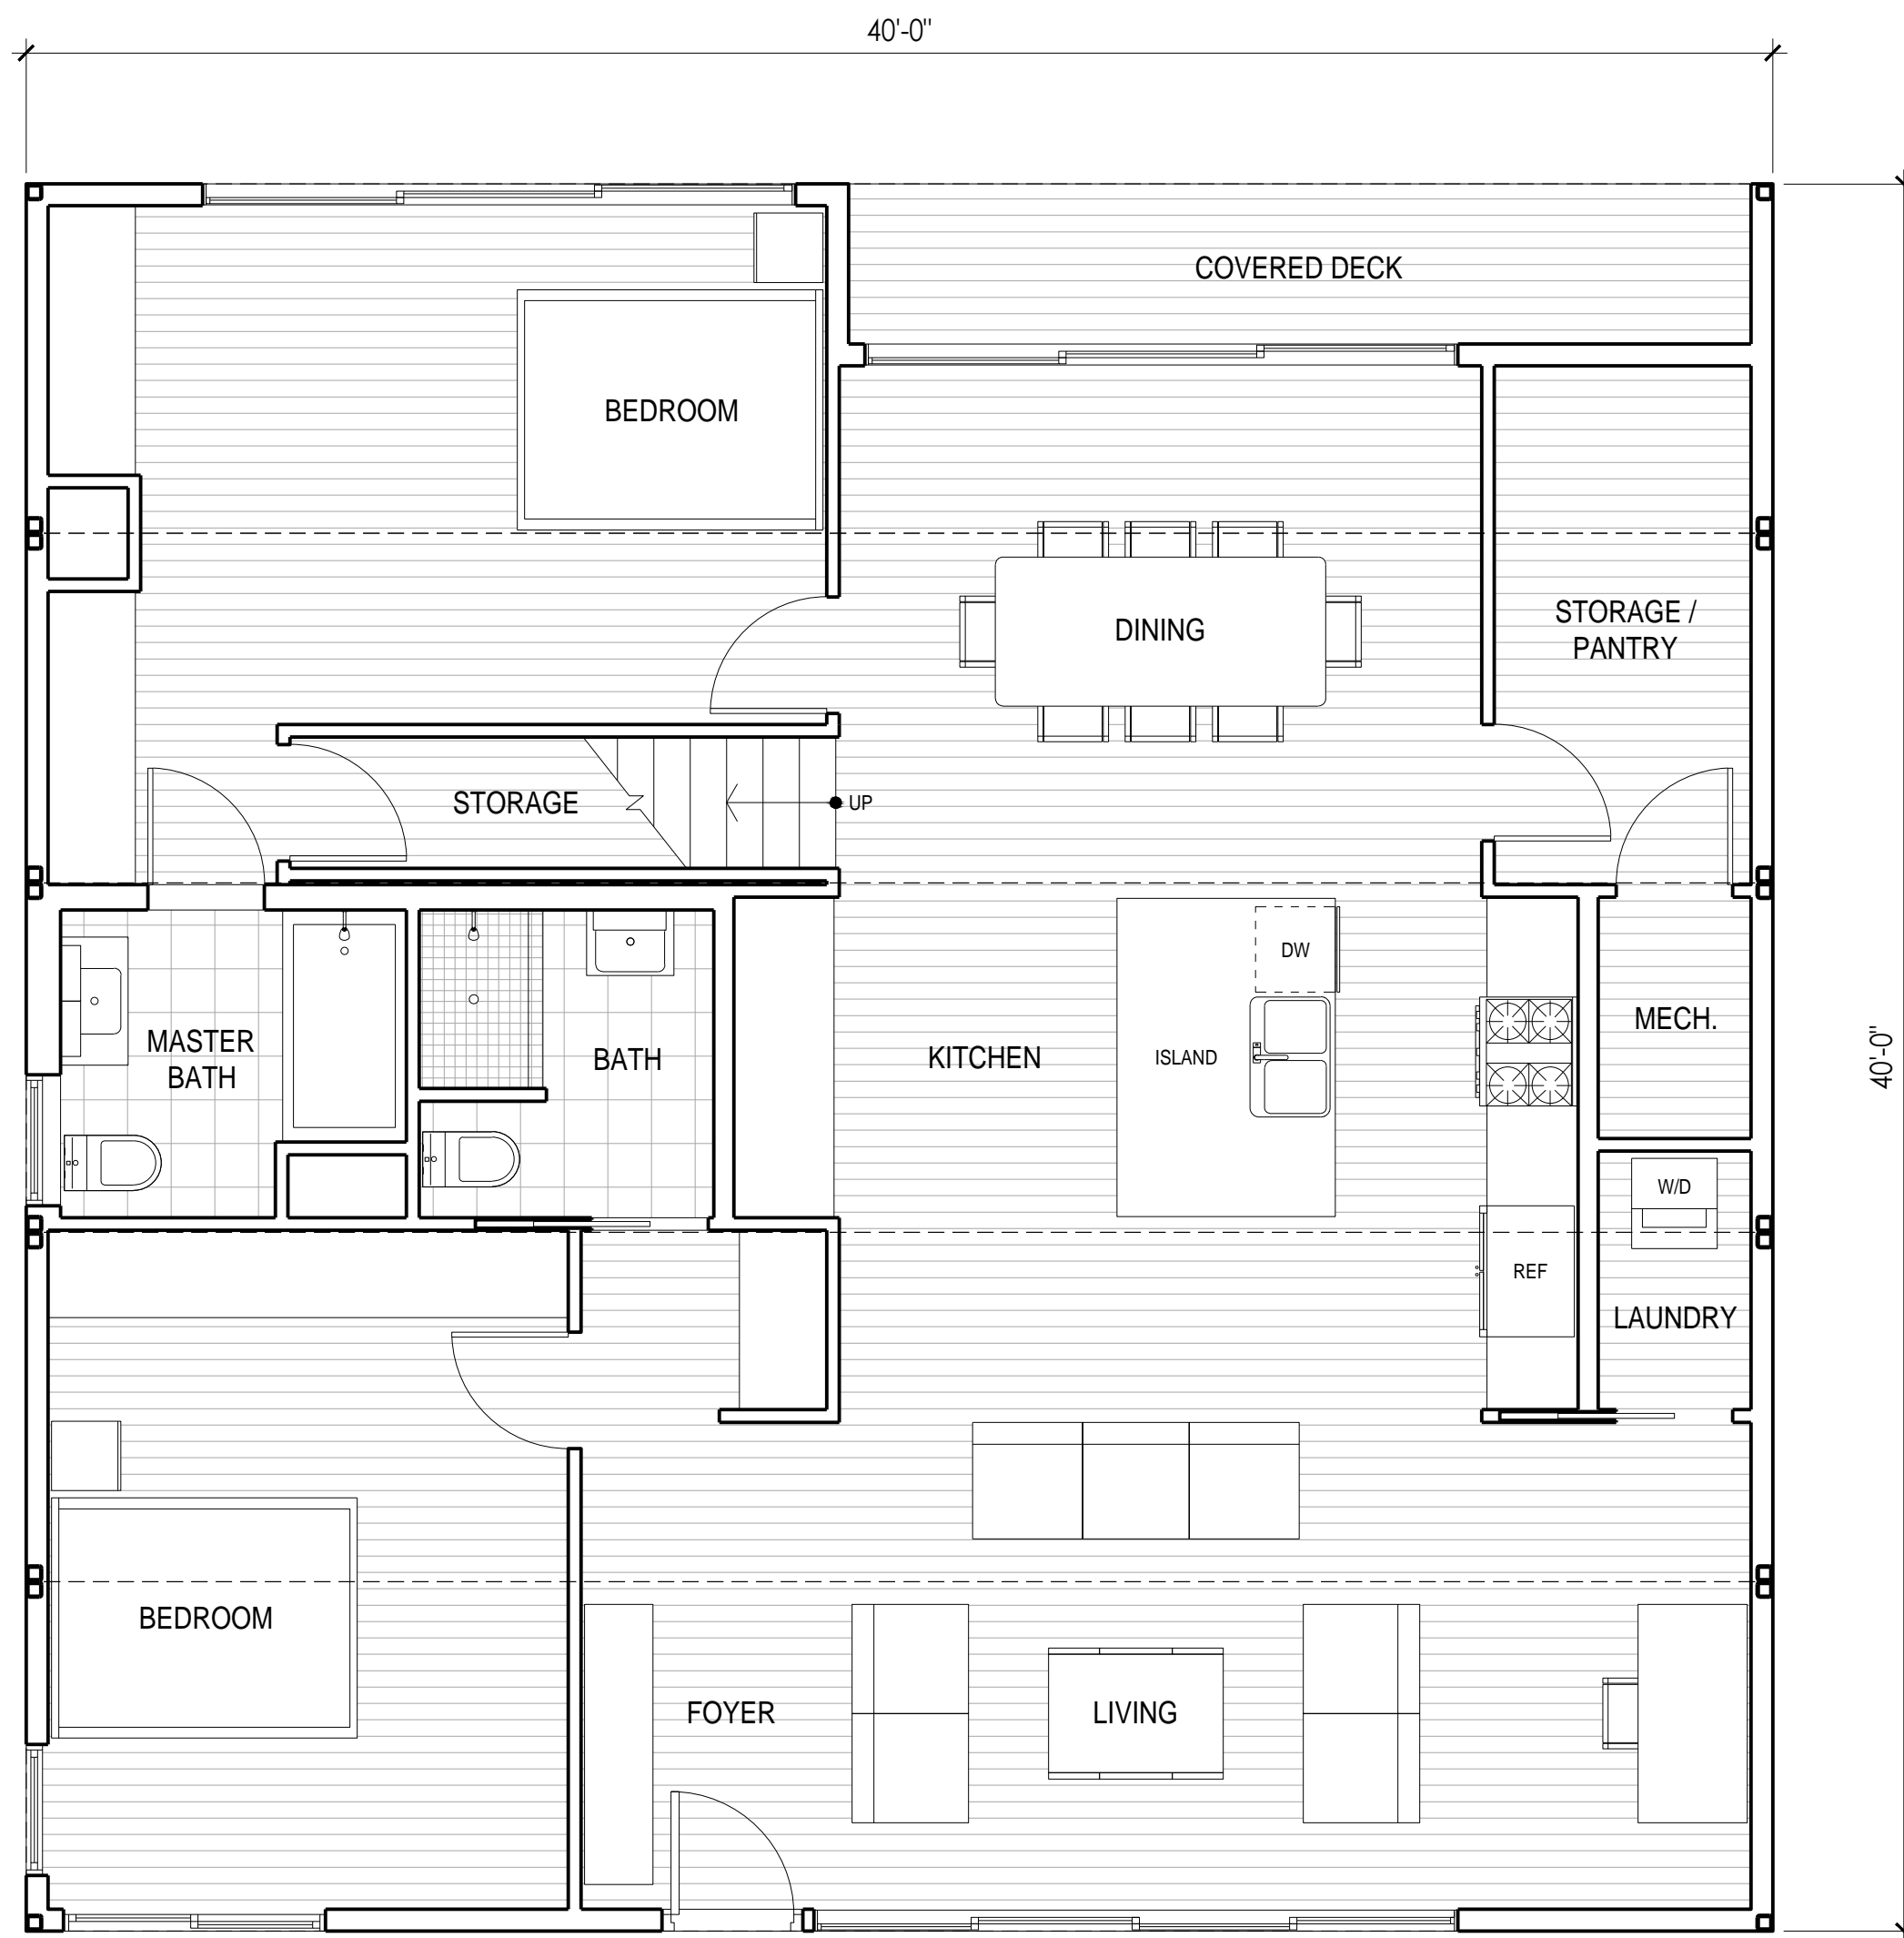 40'-0"
COVERED DECK
BEDROOM
DINING
STORAGE /
PANTRY
STORAGE
UP
DW
MECH.
MASTER
BATH
BATH
KITCHEN
ISLAND
40'-0"
W/D
REF
LAUNDRY
BEDROOM
FOYER
LIVING